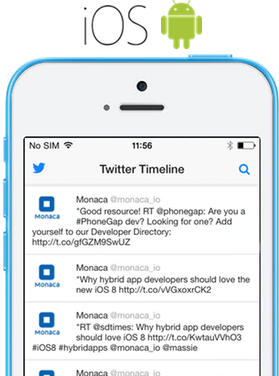 iOS
No SIM 11:56
Twitter Timeline
Monaca @monaca_io
"Good resource! RT @phonegap: Are you a
#PhoneGap dev? Looking for one? Add
yourself to our Developer Directory:
http://t.co/gfGZM9SwUZ
Monaca
Monaca @monaca_io
"Why hybrid app developers should love the
new iOS 8 http://t.co/vVGxoxrCK2
Monaca
Monaca @monaca_io
"RT @sdtimes: Why hybrid app developers
should love iOS 8 http://t.co/KwtauVVhO3
Monaca
#iOS8 #hybridapps @monaca_io @massie
Monaca @monaca_io